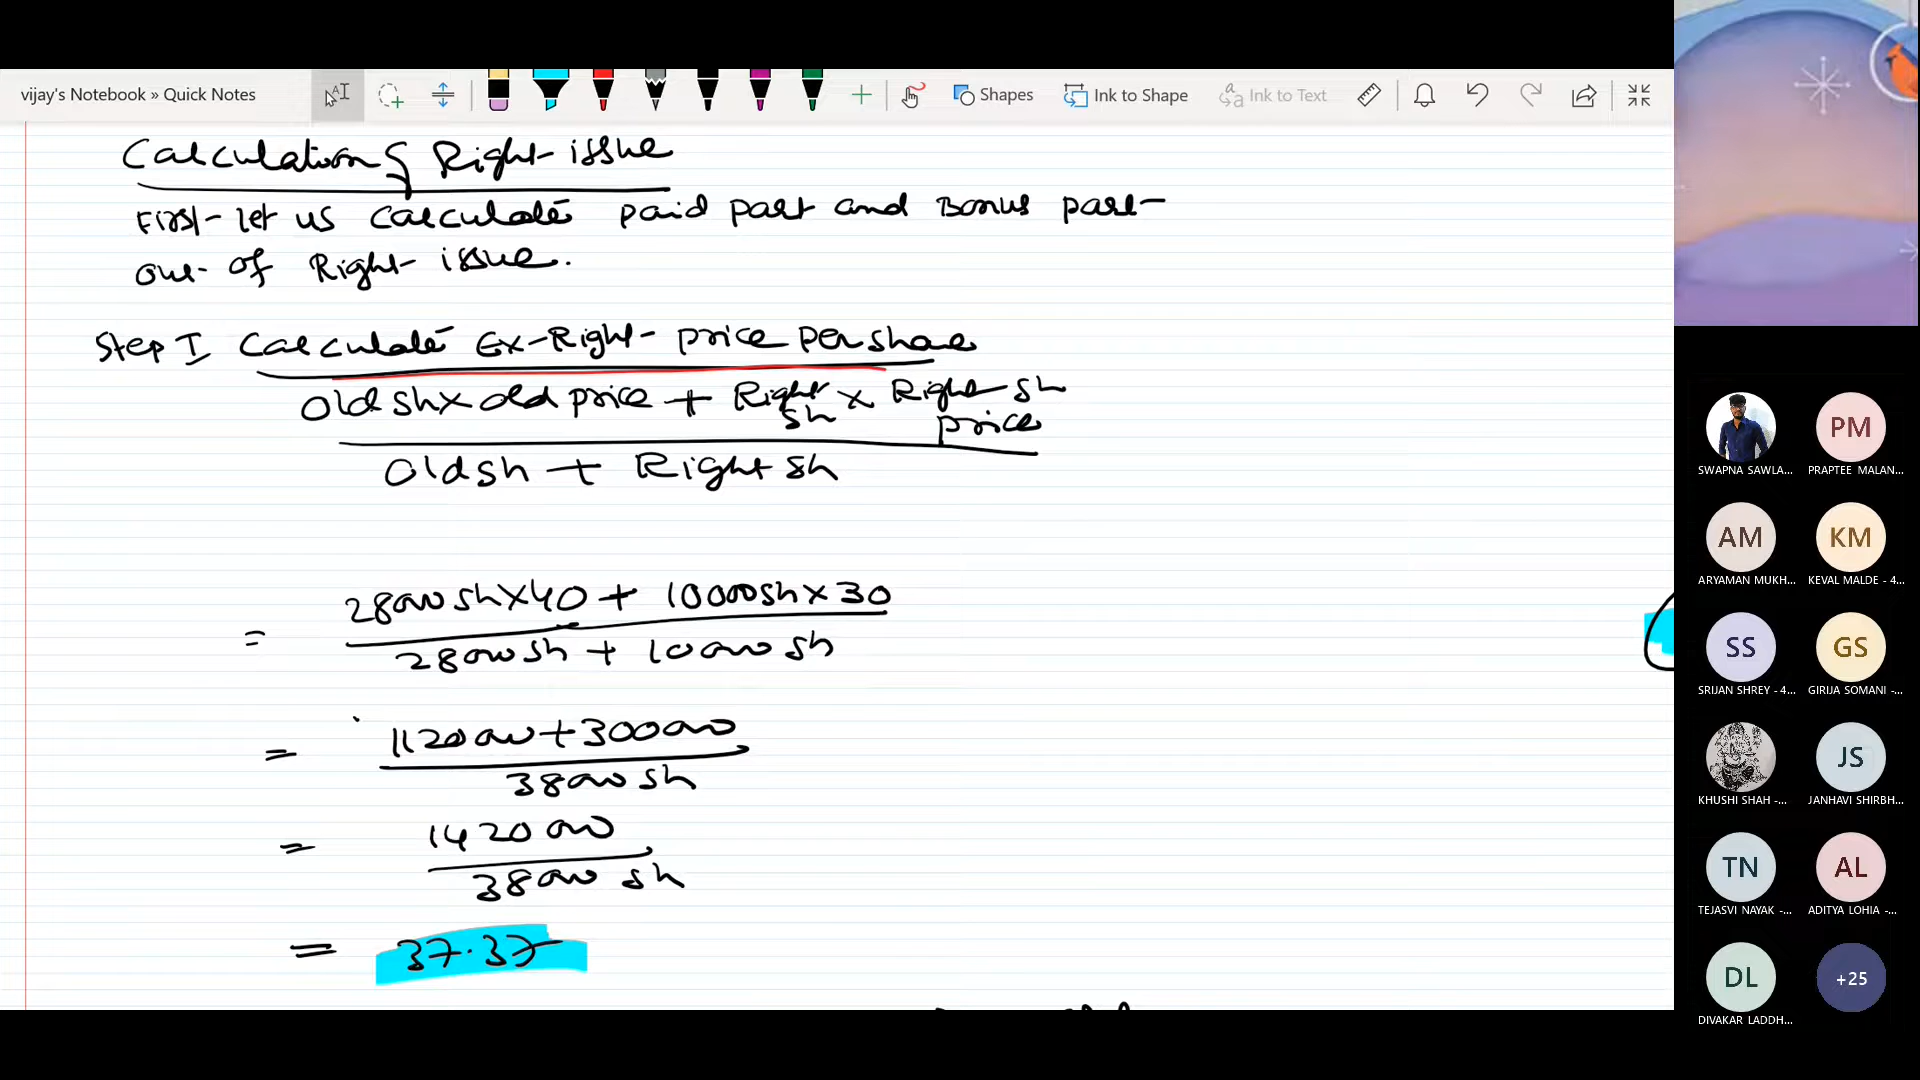 vijay's Notebook » Quick Notes
Shapes
Ink to Shape
Ink to Text
Calculation of Right issue
First let us calculate paid part and Bonus part
out of Right issue.
Step I Calculate Ex-Right price per share
Old sh x old price + Right sh x Right sh price
Old sh + Right sh
= 28000 sh x 40 + 10000 sh x 30
28000 sh + 10000 sh
= 1120000 + 300000
38000 sh
= 1420000
38000 sh
= 37.37
SWAPNA SAWLA...
PM
PRAPTEE MALAN...
AM
ARYAMAN MUKH...
KM
KEVAL MALDE - 4...
SS
SRIJAN SHREY - 4...
GS
GIRIJA SOMANI -...
KHUSHI SHAH -...
JS
JANHAVI SHIRBH...
TN
TEJASVI NAYAK -...
AL
ADITYA LOHIA -...
DL
DIVAKAR LADDH...
+25